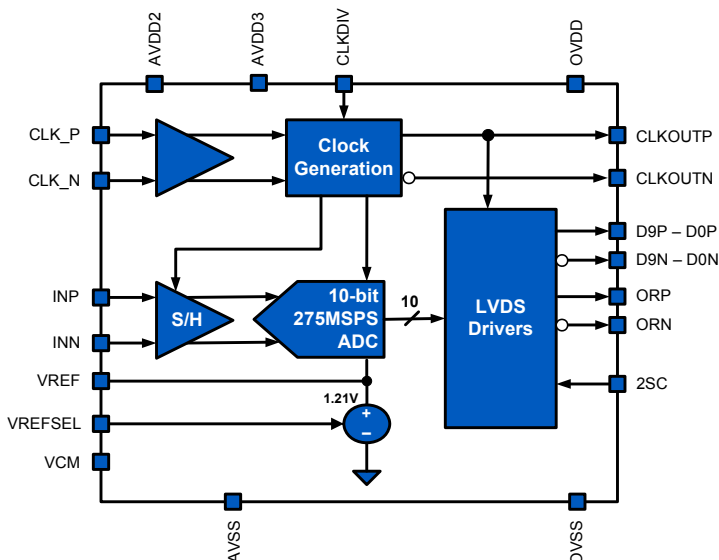 AVDD2
AVDD3
CLKDIV
OVDD
CLK_P
CLK_N
Clock
Generation
CLKOUTP
CLKOUTN
D9P – D0P
D9N – D0N
INP
INN
S/H
10-bit
275MSPS
ADC
10
LVDS
Drivers
ORP
ORN
VREF
1.21V
2SC
VREFSEL
+
–
VCM
AVSS
OVSS